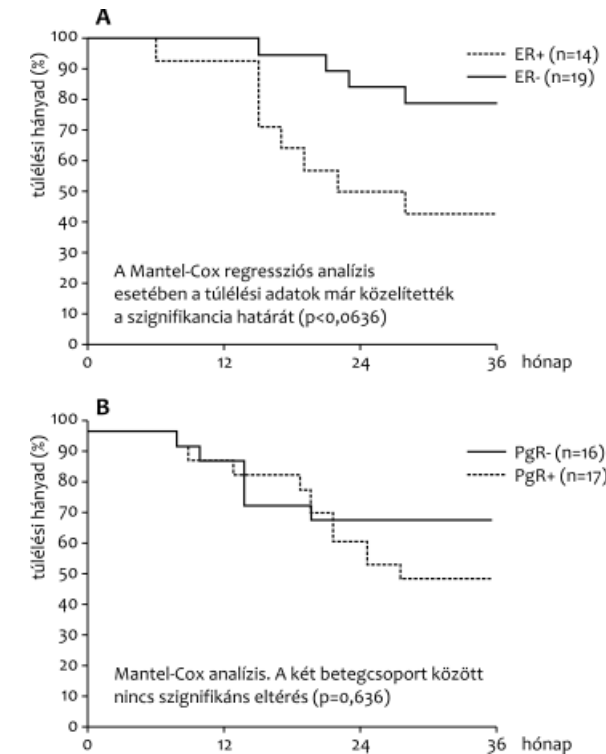 A
túlélési hányad (%)
100
90
80
70
60
50
40
30
20
10
0
0 12 24 36 hónap
ER+ (n=14)
ER- (n=19)
A Mantel-Cox regressziós analízis
esetében a túlélési adatok már közelítették
a szignifikancia határát (p<0,0636)
B
túlélési hányad (%)
100
90
80
70
60
50
40
30
20
10
0
0 12 24 36 hónap
PgR- (n=16)
PgR+ (n=17)
Mantel-Cox analízis. A két betegcsoport között
nincs szignifikáns eltérés (p=0,636)